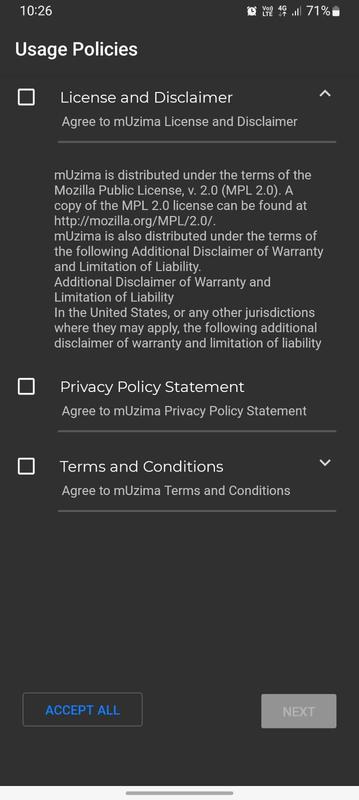 10:26
Vo) 4G 71%
LTE
Usage Policies
License and Disclaimer
Agree to mUzima License and Disclaimer
mUzima is distributed under the terms of the
Mozilla Public License, v. 2.0 (MPL 2.0). A
copy of the MPL 2.0 license can be found at
http://mozilla.org/MPL/2.0/.
mUzima is also distributed under the terms of
the following Additional Disclaimer of Warranty
and Limitation of Liability.
Additional Disclaimer of Warranty and
Limitation of Liability
In the United States, or any other jurisdictions
where they may apply, the following additional
disclaimer of warranty and limitation of liability
Privacy Policy Statement
Agree to mUzima Privacy Policy Statement
Terms and Conditions
Agree to mUzima Terms and Conditions
ACCEPT ALL
NEXT